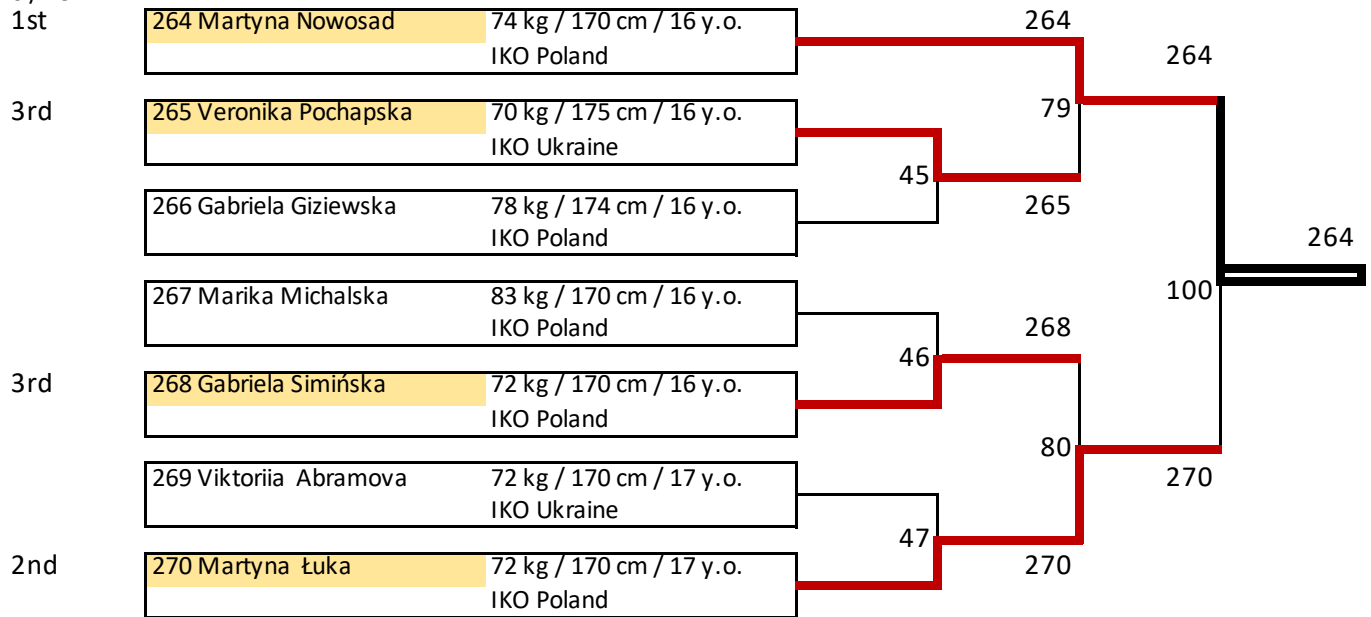 1st
264 Martyna Nowosad 74 kg / 170 cm / 16 y.o.
IKO Poland
264
264
3rd
265 Veronika Pochapska 70 kg / 175 cm / 16 y.o.
IKO Ukraine
79
45
265
266 Gabriela Giziewska 78 kg / 174 cm / 16 y.o.
IKO Poland
264
267 Marika Michalska 83 kg / 170 cm / 16 y.o.
IKO Poland
100
268
46
3rd
268 Gabriela Simińska 72 kg / 170 cm / 16 y.o.
IKO Poland
80
269 Viktoriia Abramova 72 kg / 170 cm / 17 y.o.
IKO Ukraine
270
47
2nd
270 Martyna Łuka 72 kg / 170 cm / 17 y.o.
IKO Poland
270